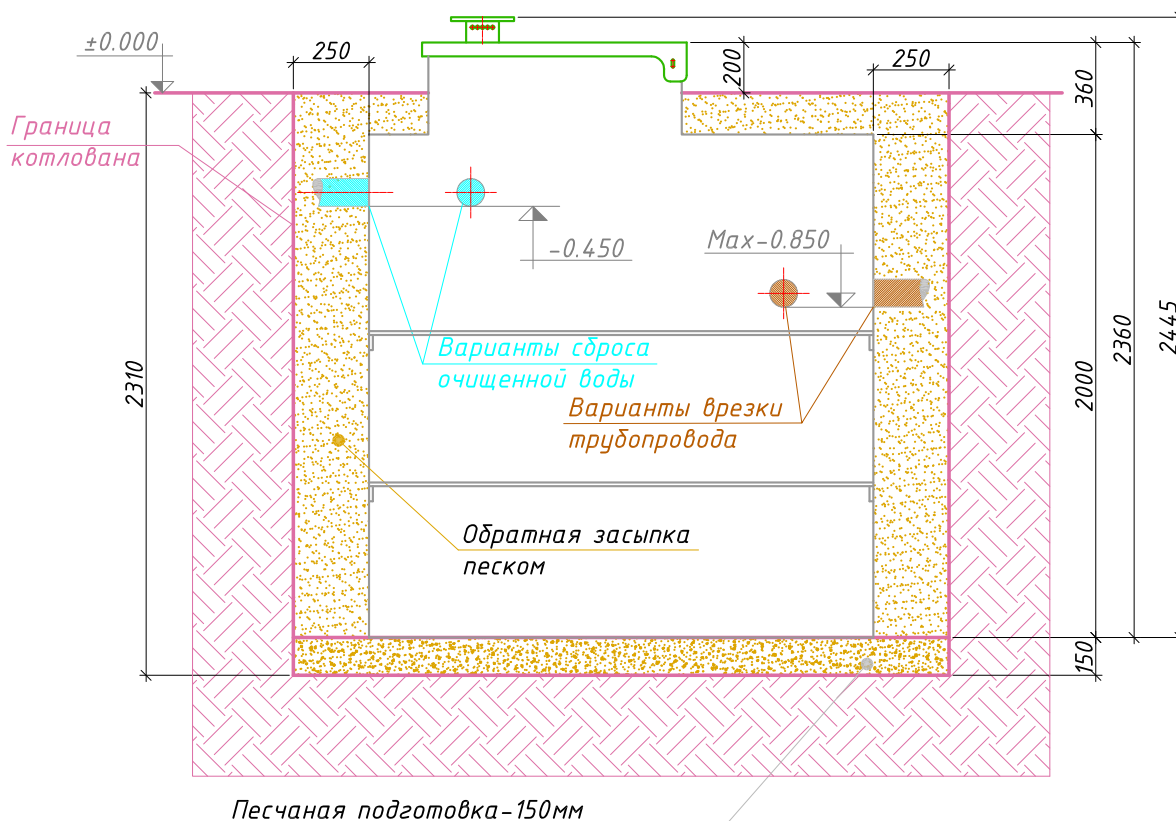 ±0.000
250
200
250
360
Граница
котлована
-0.450
Max-0.850
2445
2360
2310
2000
Варианты сброса
очищенной воды
Варианты врезки
трубопровода
Обратная засыпка
песком
150
Песчаная подготовка-150мм